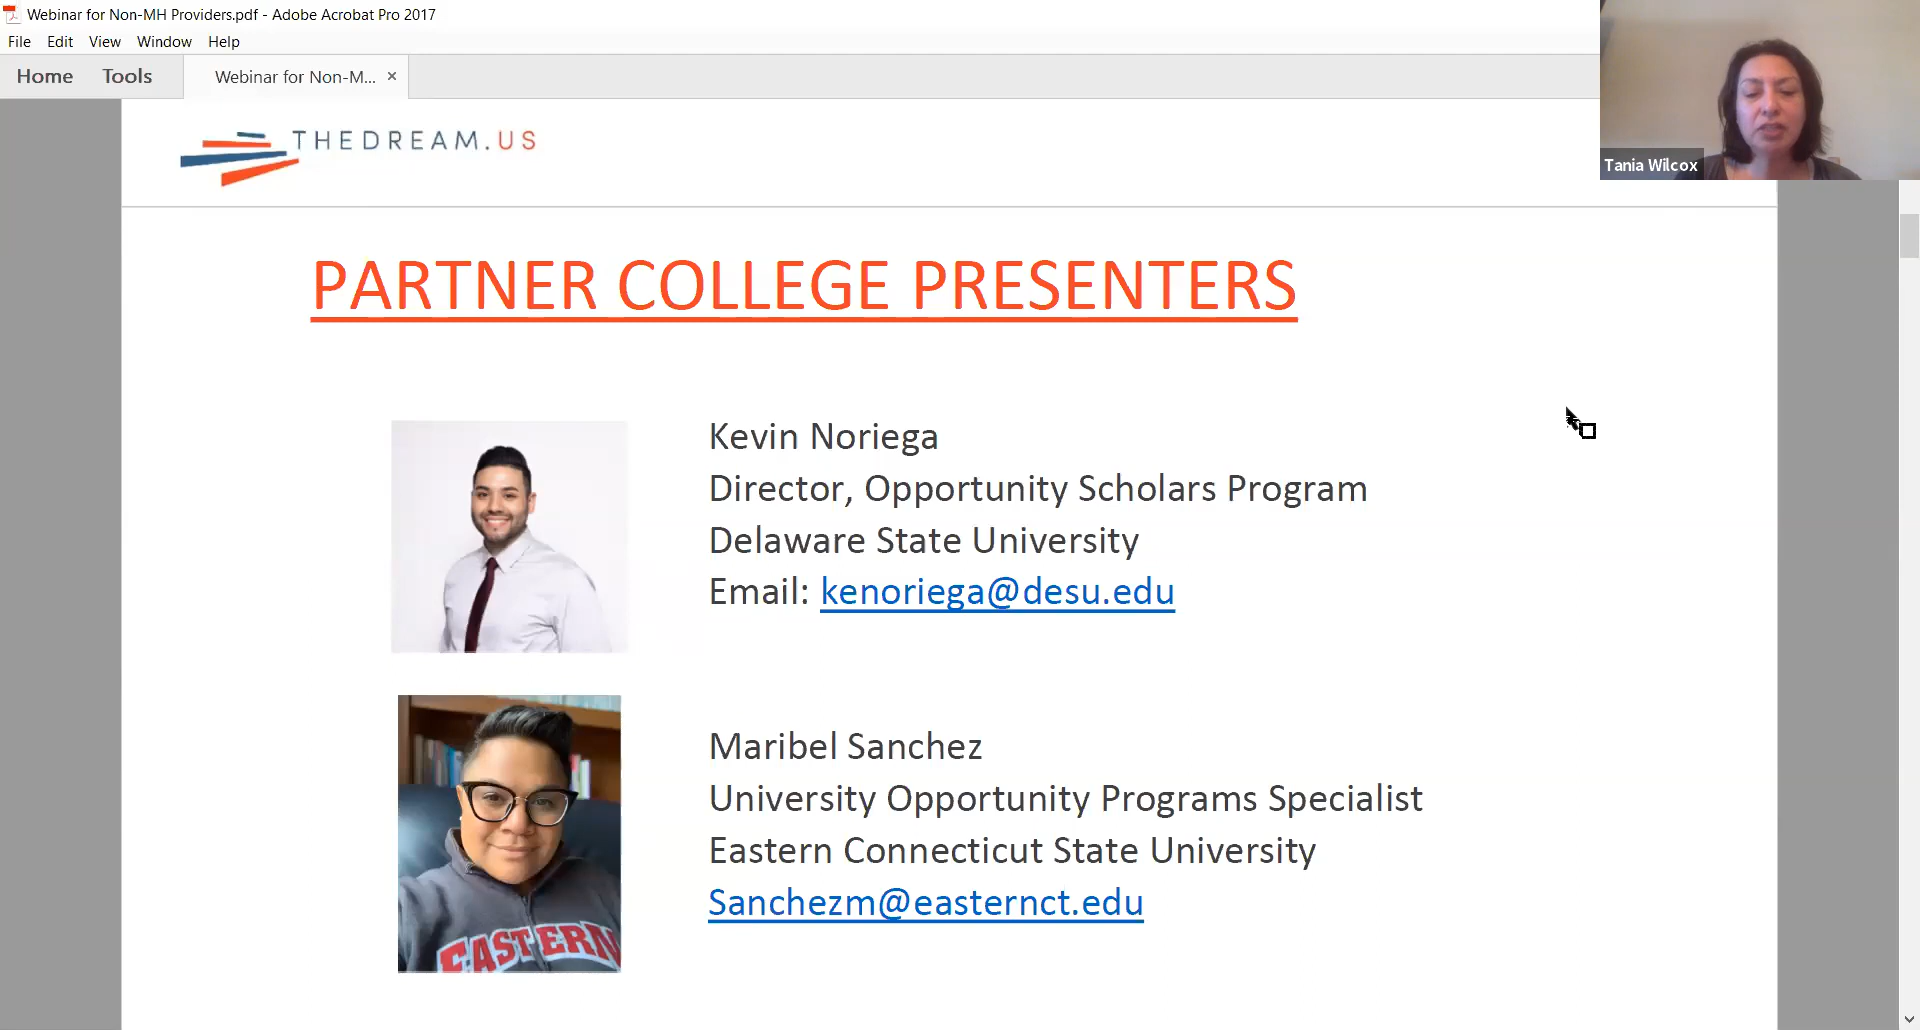 Webinar for Non-MH Providers.pdf - Adobe Acrobat Pro 2017
File Edit View Window Help
Home Tools Webinar for Non-M... ×
Tania Wilcox
THEDREAM.US
PARTNER COLLEGE PRESENTERS
Kevin Noriega
Director, Opportunity Scholars Program
Delaware State University
Email: kenoriega@desu.edu
Maribel Sanchez
University Opportunity Programs Specialist
Eastern Connecticut State University
Sanchezm@easternct.edu
EASTERN